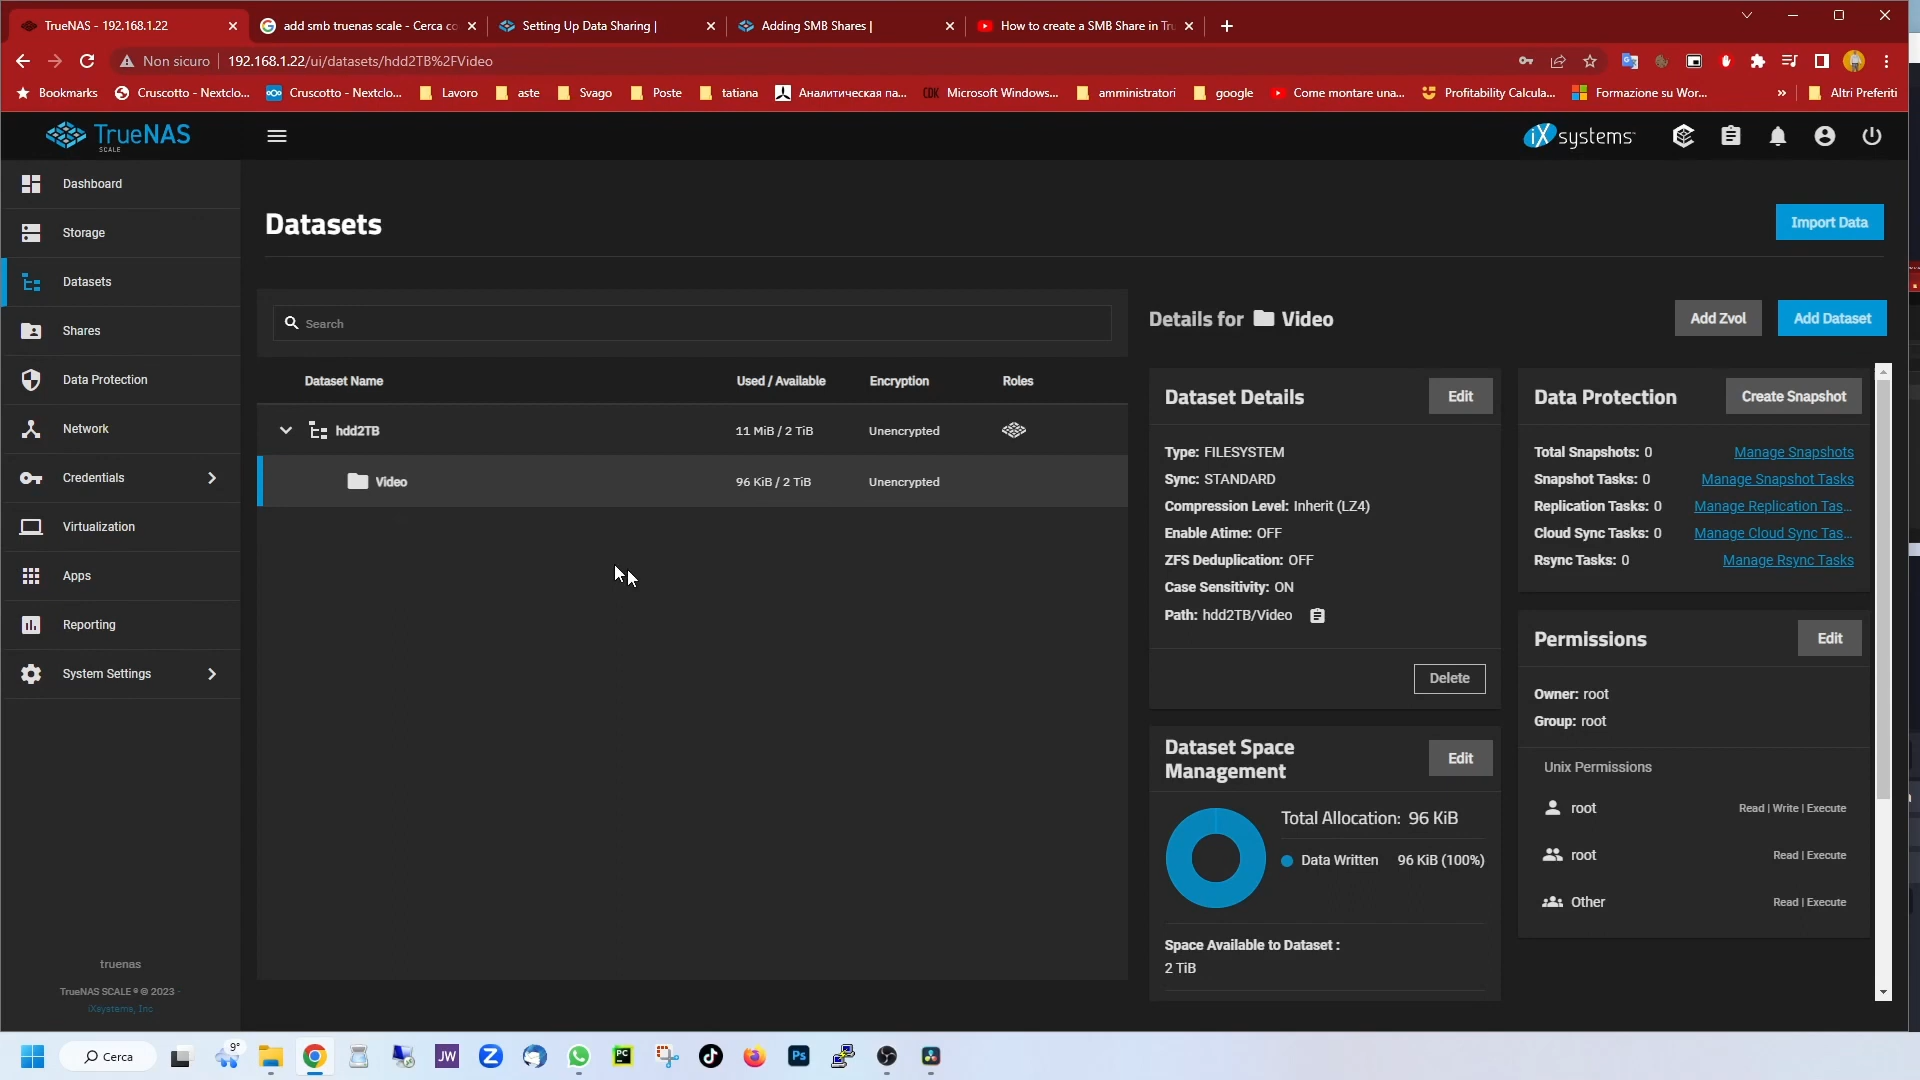 TrueNAS - 192.168.1.22
add smb truenas scale - Cerca co
Setting Up Data Sharing |
Adding SMB Shares |
How to create a SMB Share in Tru
Non sicuro
192.168.1.22/ui/datasets/hdd2TB%2FVideo
Bookmarks
Cruscotto - Nextclo...
Cruscotto - Nextclo...
Lavoro
aste
Svago
Poste
tatiana
Аналитическая па...
CDK
Microsoft Windows...
amministratori
google
Come montare una...
Profitability Calcula...
Formazione su Wor...
»
Altri Preferiti
TrueNAS
SCALE
iX systems
Dashboard
Storage
Datasets
Shares
Data Protection
Network
Credentials
Virtualization
Apps
Reporting
System Settings
truenas
TrueNAS SCALE ® © 2023 -
iXsystems, Inc
Datasets
Import Data
Search
Dataset Name
Used / Available
Encryption
Roles
hdd2TB
11 MiB / 2 TiB
Unencrypted
Video
96 KiB / 2 TiB
Unencrypted
Details for Video
Add Zvol
Add Dataset
Dataset Details
Edit
Type: FILESYSTEM
Sync: STANDARD
Compression Level: Inherit (LZ4)
Enable Atime: OFF
ZFS Deduplication: OFF
Case Sensitivity: ON
Path: hdd2TB/Video
Delete
Dataset Space
Management
Edit
Total Allocation: 96 KiB
Data Written 96 KiB (100%)
Space Available to Dataset :
2 TiB
Data Protection
Create Snapshot
Total Snapshots: 0 Manage Snapshots
Snapshot Tasks: 0 Manage Snapshot Tasks
Replication Tasks: 0 Manage Replication Tas...
Cloud Sync Tasks: 0 Manage Cloud Sync Tas...
Rsync Tasks: 0 Manage Rsync Tasks
Permissions
Edit
Owner: root
Group: root
Unix Permissions
root Read | Write | Execute
root Read | Execute
Other Read | Execute
Cerca
9°
JW
Z
PC
Ps